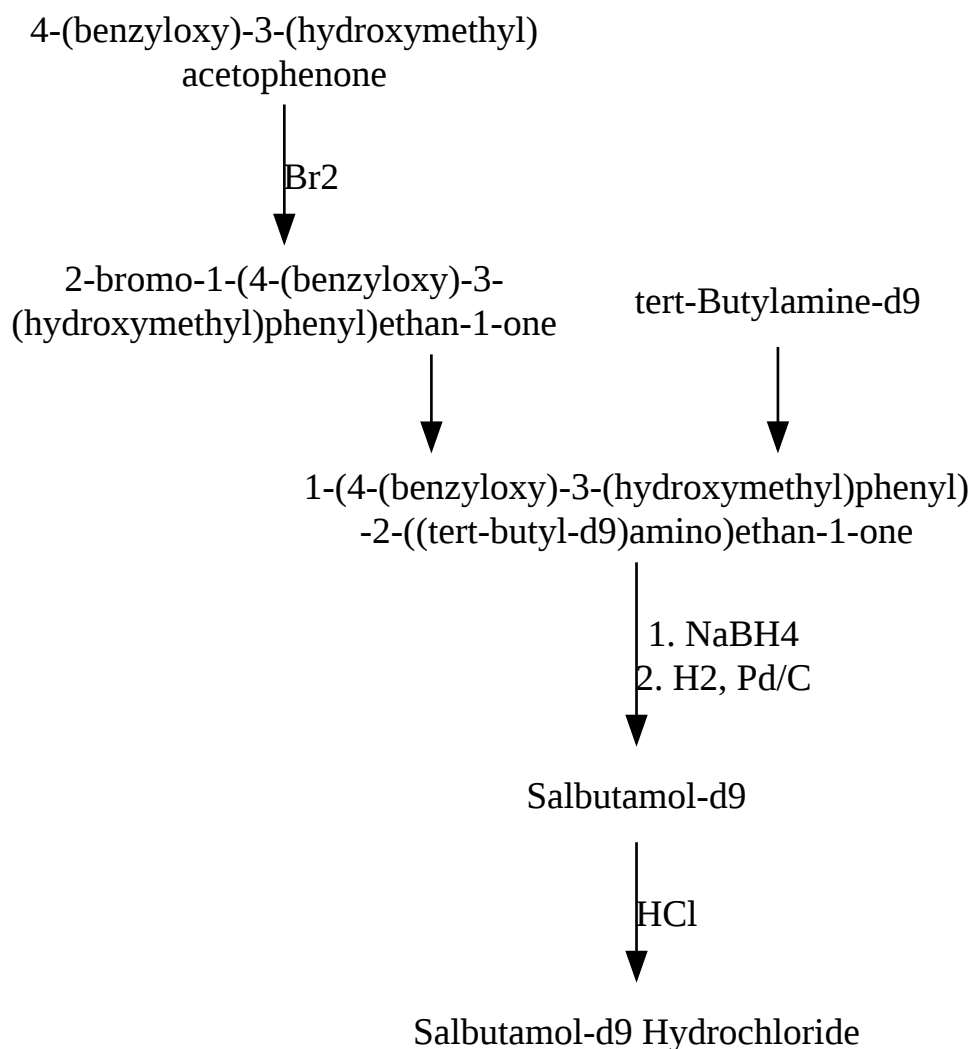 4-(benzyloxy)-3-(hydroxymethyl)
acetophenone
Br2
2-bromo-1-(4-(benzyloxy)-3-
(hydroxymethyl)phenyl)ethan-1-one
tert-Butylamine-d9
1-(4-(benzyloxy)-3-(hydroxymethyl)phenyl)
-2-((tert-butyl-d9)amino)ethan-1-one
1. NaBH4
2. H2, Pd/C
Salbutamol-d9
HCl
Salbutamol-d9 Hydrochloride